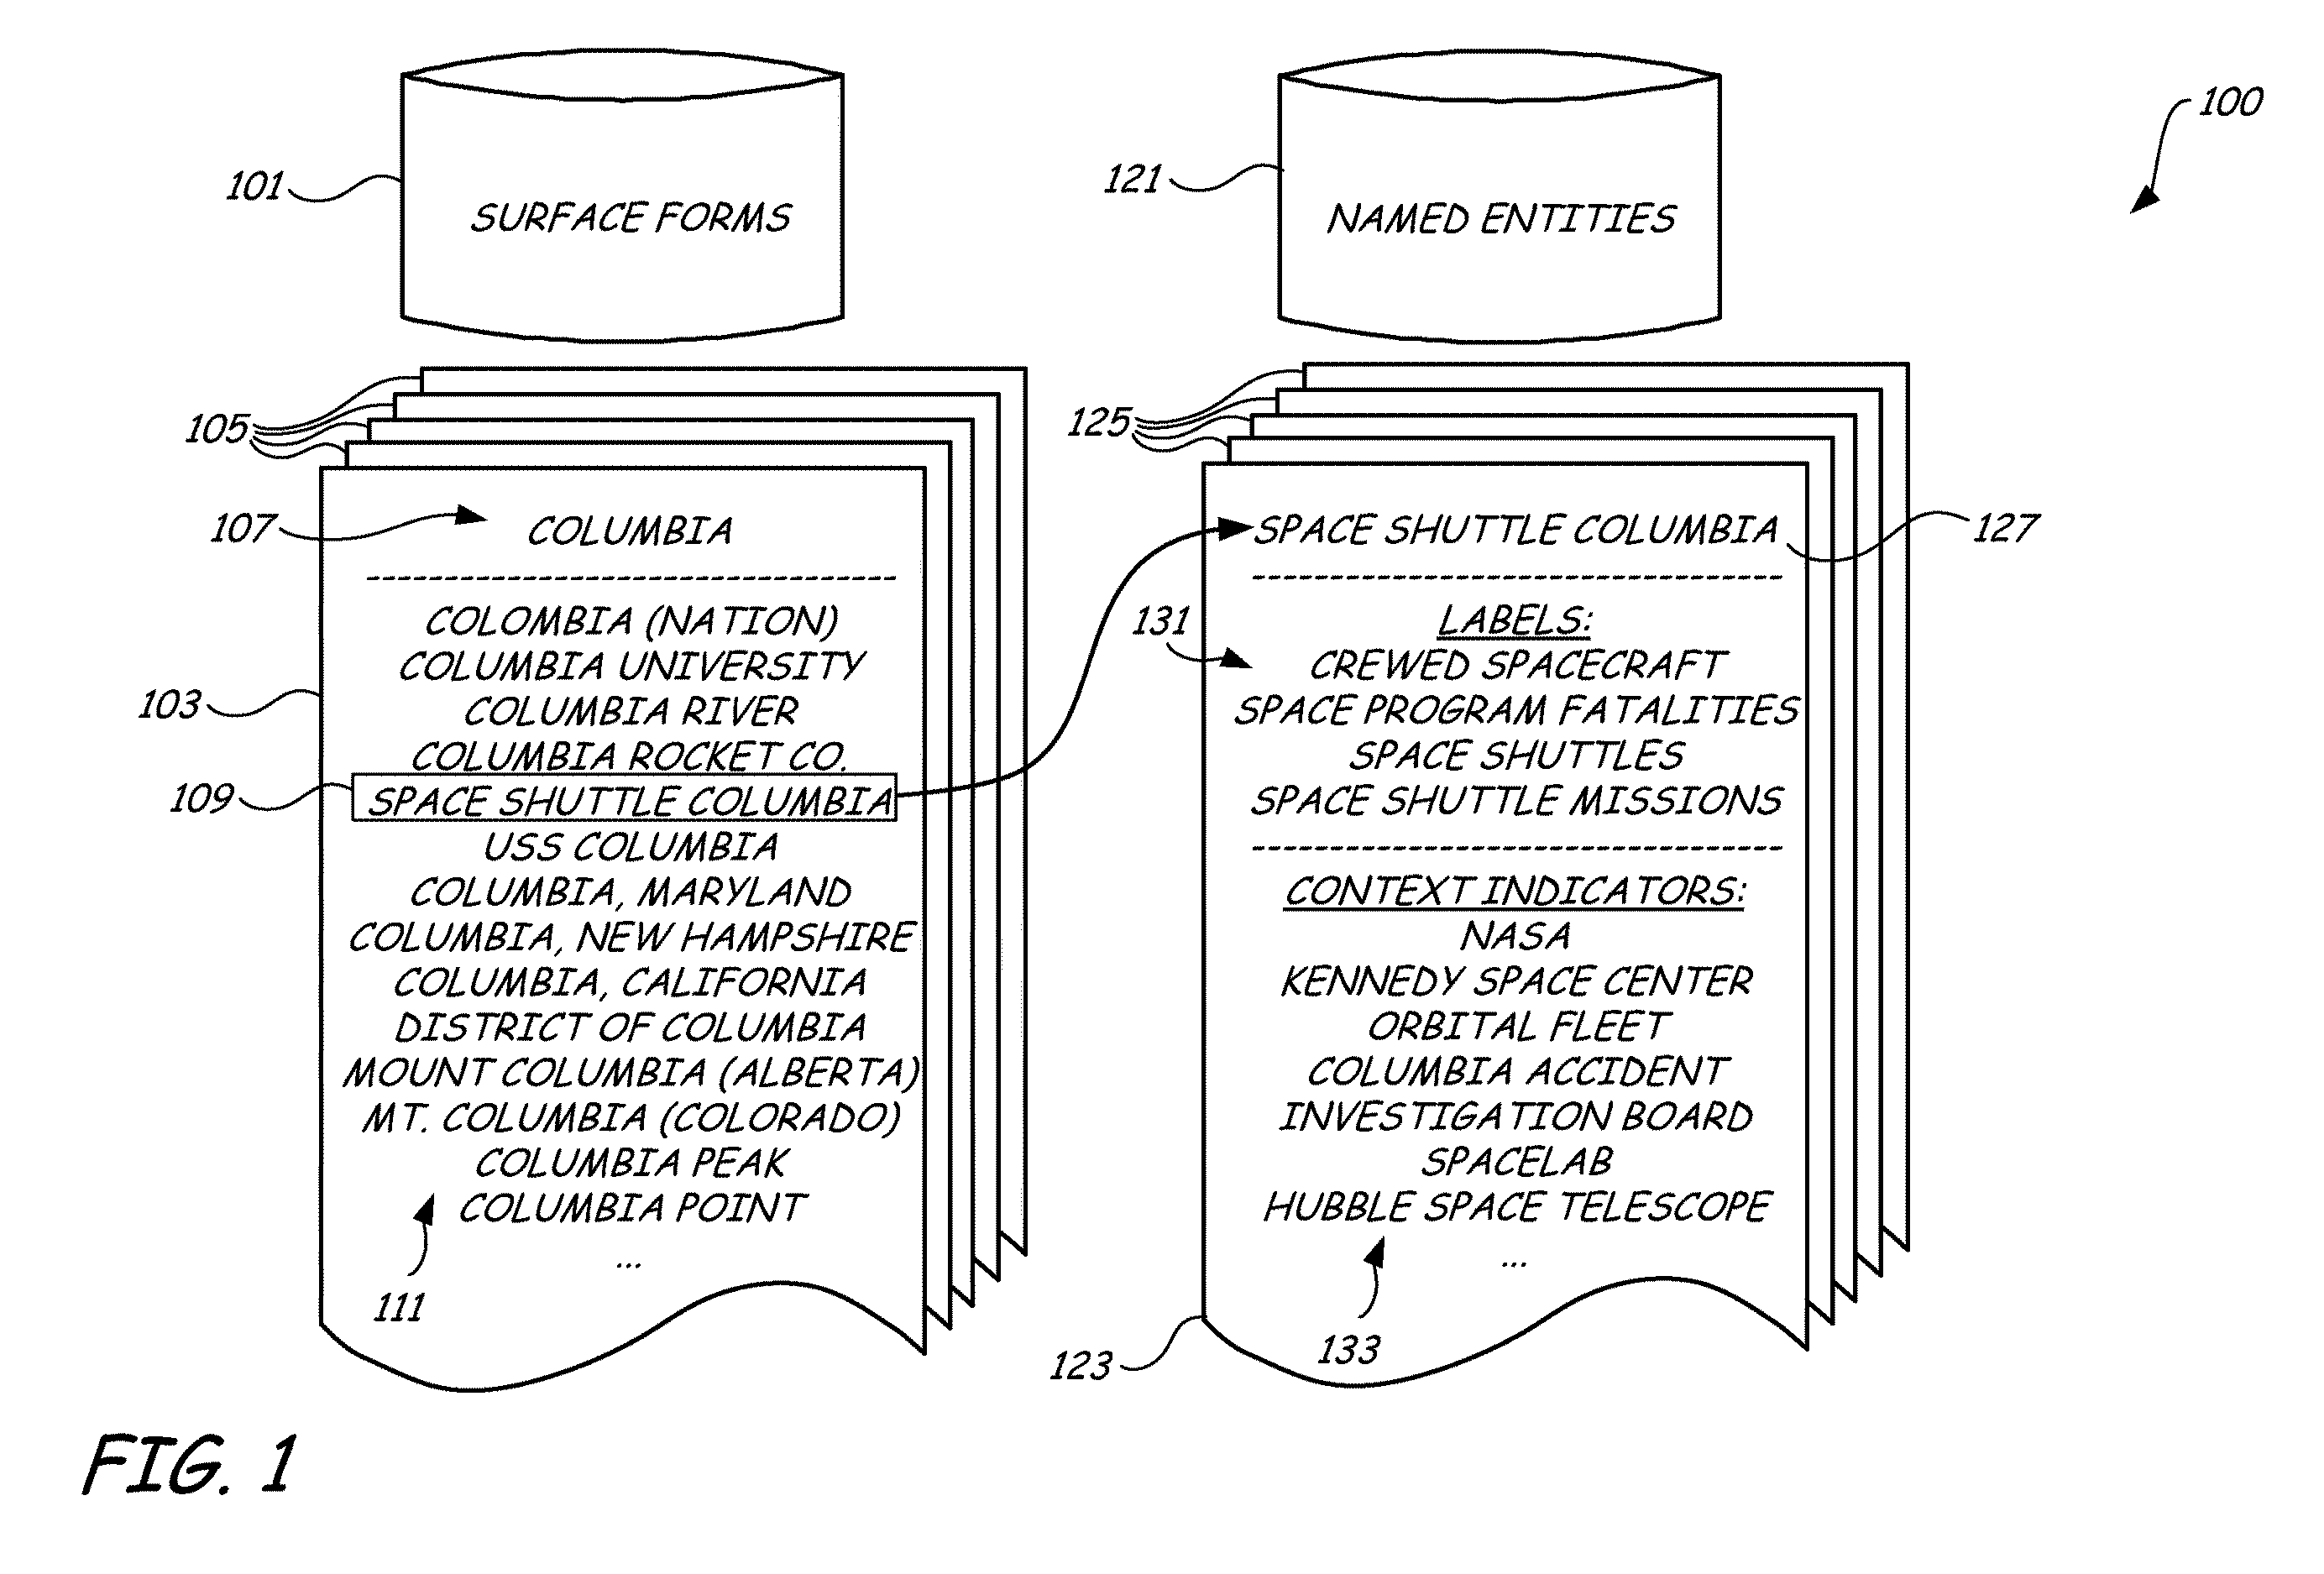 100
101
SURFACE FORMS
121
NAMED ENTITIES
105
107
COLUMBIA
COLOMBIA (NATION)
COLUMBIA UNIVERSITY
103
COLUMBIA RIVER
COLUMBIA ROCKET CO.
109
SPACE SHUTTLE COLUMBIA
USS COLUMBIA
COLUMBIA, MARYLAND
COLUMBIA, NEW HAMPSHIRE
COLUMBIA, CALIFORNIA
DISTRICT OF COLUMBIA
MOUNT COLUMBIA (ALBERTA)
MT. COLUMBIA (COLORADO)
COLUMBIA PEAK
COLUMBIA POINT
...
111
125
SPACE SHUTTLE COLUMBIA
127
131
LABELS:
CREWED SPACECRAFT
SPACE PROGRAM FATALITIES
SPACE SHUTTLES
SPACE SHUTTLE MISSIONS
CONTEXT INDICATORS:
NASA
KENNEDY SPACE CENTER
ORBITAL FLEET
COLUMBIA ACCIDENT
INVESTIGATION BOARD
SPACELAB
HUBBLE SPACE TELESCOPE
...
133
123
FIG. 1